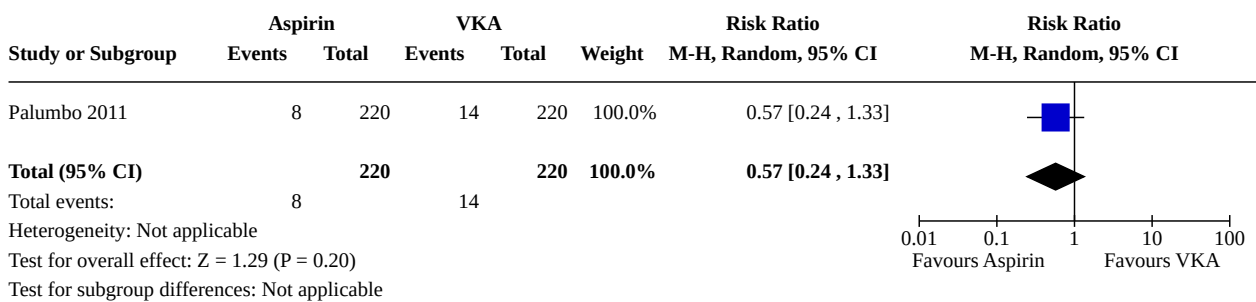 Aspirin VKA Risk Ratio Risk Ratio
Study or Subgroup Events Total Events Total Weight M-H, Random, 95% CI M-H, Random, 95% CI
Palumbo 2011 8 220 14 220 100.0% 0.57 [0.24 , 1.33]
Total (95% CI) 220 220 100.0% 0.57 [0.24 , 1.33]
Total events: 8 14
Heterogeneity: Not applicable
0.01 0.1 1 10 100
Test for overall effect: Z = 1.29 (P = 0.20)
Favours Aspirin Favours VKA
Test for subgroup differences: Not applicable